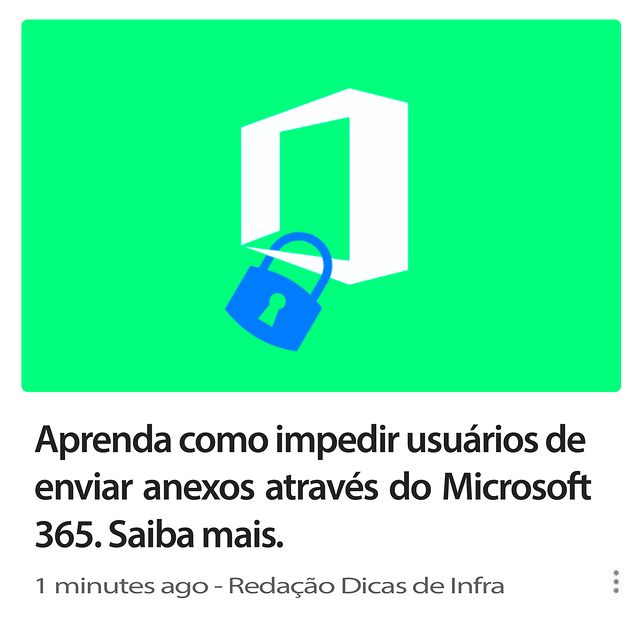 Aprenda como impedir usuários de
enviar anexos através do Microsoft
365. Saiba mais.
1 minutes ago - Redação Dicas de Infra